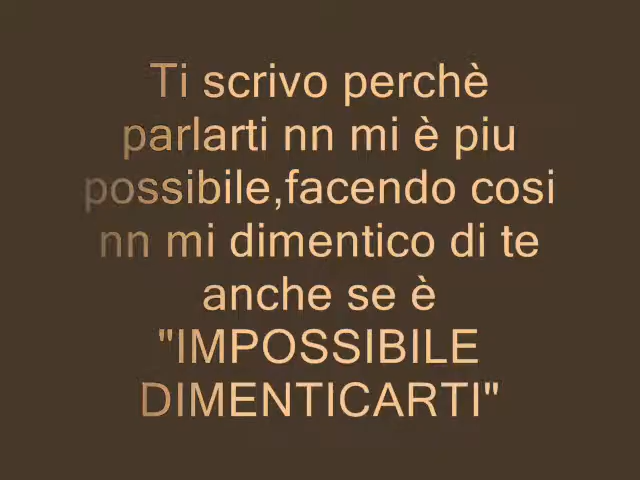 Ti scrivo perchè
parlarti nn mi è piu
possibile,facendo cosi
nn mi dimentico di te
anche se è
"IMPOSSIBILE
DIMENTICARTI"